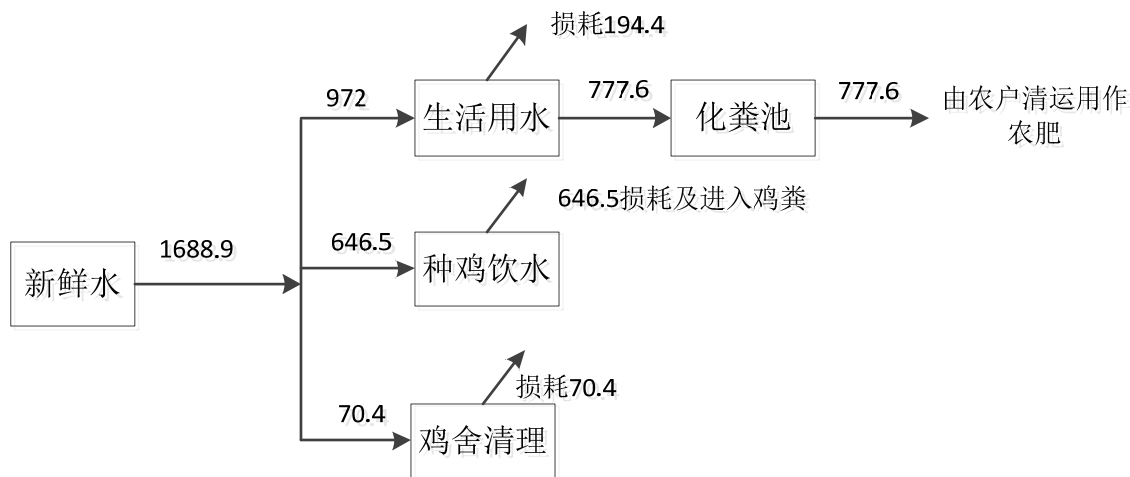 损耗194.4
972
777.6
777.6
生活用水
化粪池
由农户清运用作
农肥
646.5损耗及进入鸡粪
1688.9
646.5
新鲜水
种鸡饮水
损耗70.4
70.4
鸡舍清理